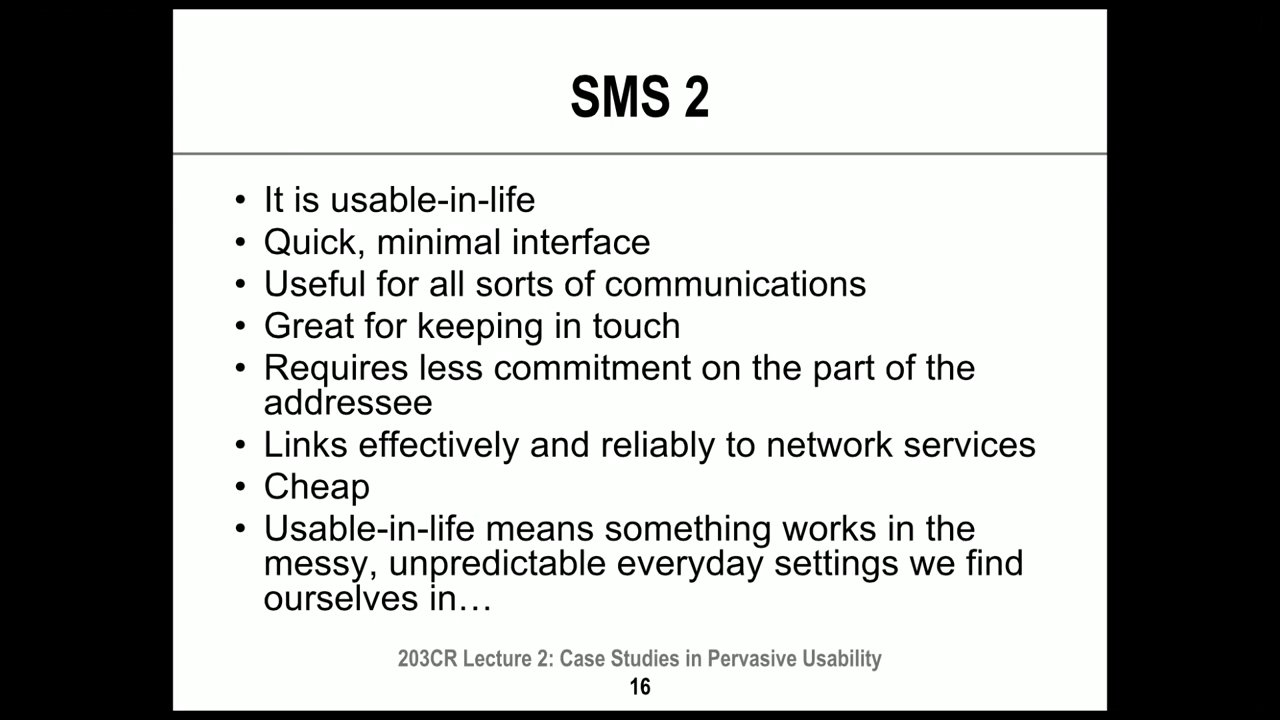 SMS 2
• It is usable-in-life
• Quick, minimal interface
• Useful for all sorts of communications
• Great for keeping in touch
• Requires less commitment on the part of the
addressee
• Links effectively and reliably to network services
• Cheap
• Usable-in-life means something works in the
messy, unpredictable everyday settings we find
ourselves in…
203CR Lecture 2: Case Studies in Pervasive Usability
16